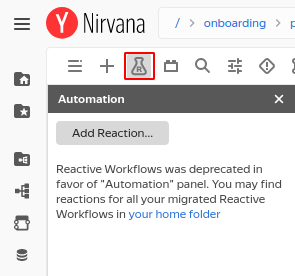 Nirvana
/ onboarding /
Automation
Add Reaction...
Reactive Workflows was deprecated in
favor of "Automation" panel. You may find
reactions for all your migrated Reactive
Workflows in your home folder